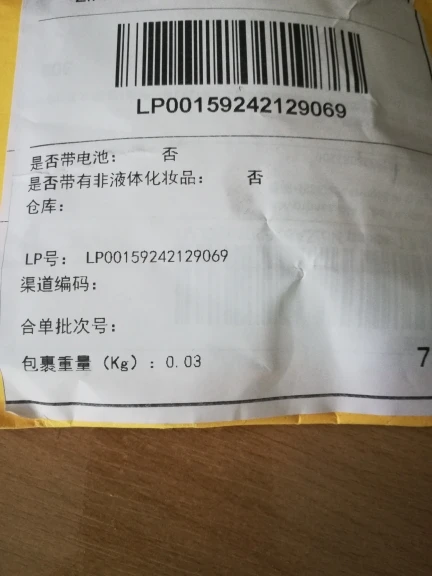 LP00159242129069
是否带电池： 否
是否带有非液体化妆品： 否
仓库：
LP号： LP00159242129069
渠道编码：
合单批次号：
包裹重量（Kg）：0.03
7